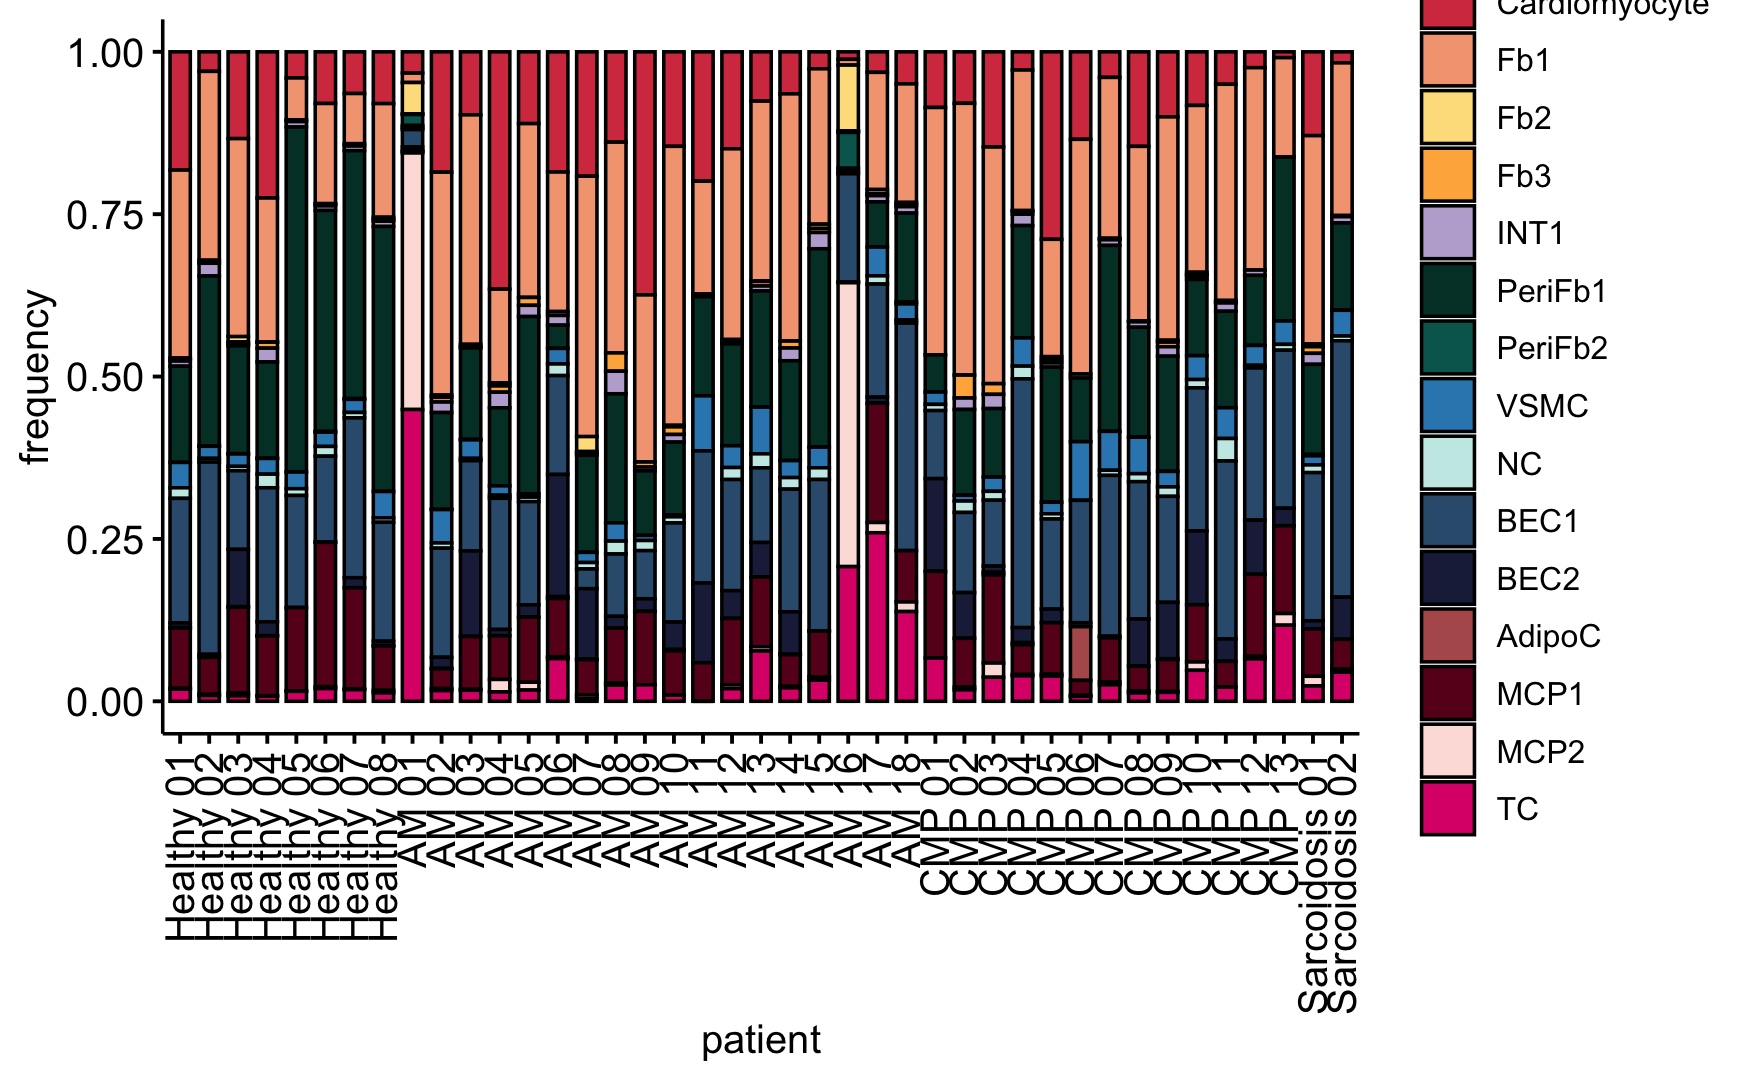 Cardiomyocyte
Fb1
Fb2
Fb3
INT1
PeriFb1
PeriFb2
VSMC
NC
BEC1
BEC2
AdipoC
MCP1
MCP2
TC
frequency
1.00
0.75
0.50
0.25
0.00
Healthy 01
Healthy 02
Healthy 03
Healthy 04
Healthy 05
Healthy 06
Healthy 07
Healthy 08
AM 01
AM 02
AM 03
AM 04
AM 05
AM 06
AM 07
AM 08
AM 09
AM 10
AM 11
AM 12
AM 13
AM 14
AM 15
AM 16
AM 17
AM 18
CMP 01
CMP 02
CMP 03
CMP 04
CMP 05
CMP 06
CMP 07
CMP 08
CMP 09
CMP 10
CMP 11
CMP 12
CMP 13
Sarcoidosis 01
Sarcoidosis 02
patient